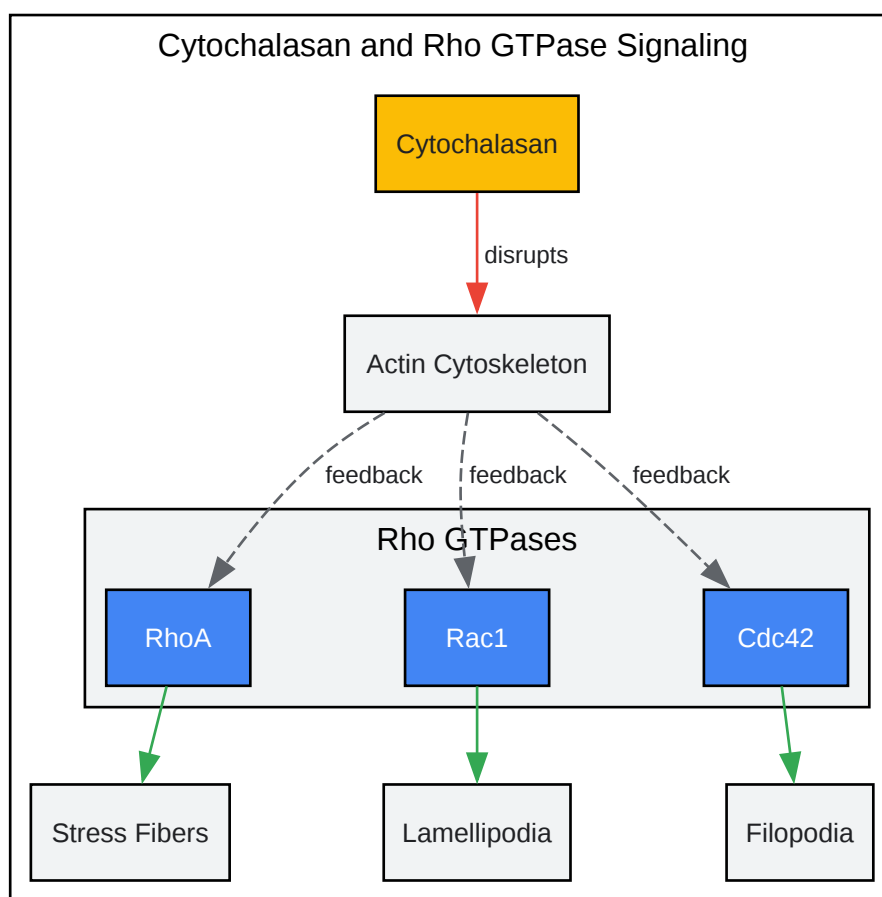 Cytochalasan and Rho GTPase Signaling
Cytochalasan
disrupts
Actin Cytoskeleton
feedback feedback feedback
Rho GTPases
RhoA Rac1 Cdc42
Stress Fibers Lamellipodia Filopodia